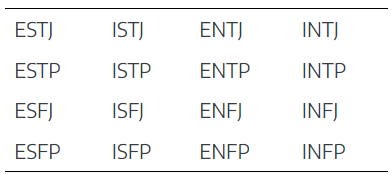 ESTJ ISTJ ENTJ INTJ
ESTP ISTP ENTP INTP
ESFJ ISFJ ENFJ INFJ
ESFP ISFP ENFP INFP